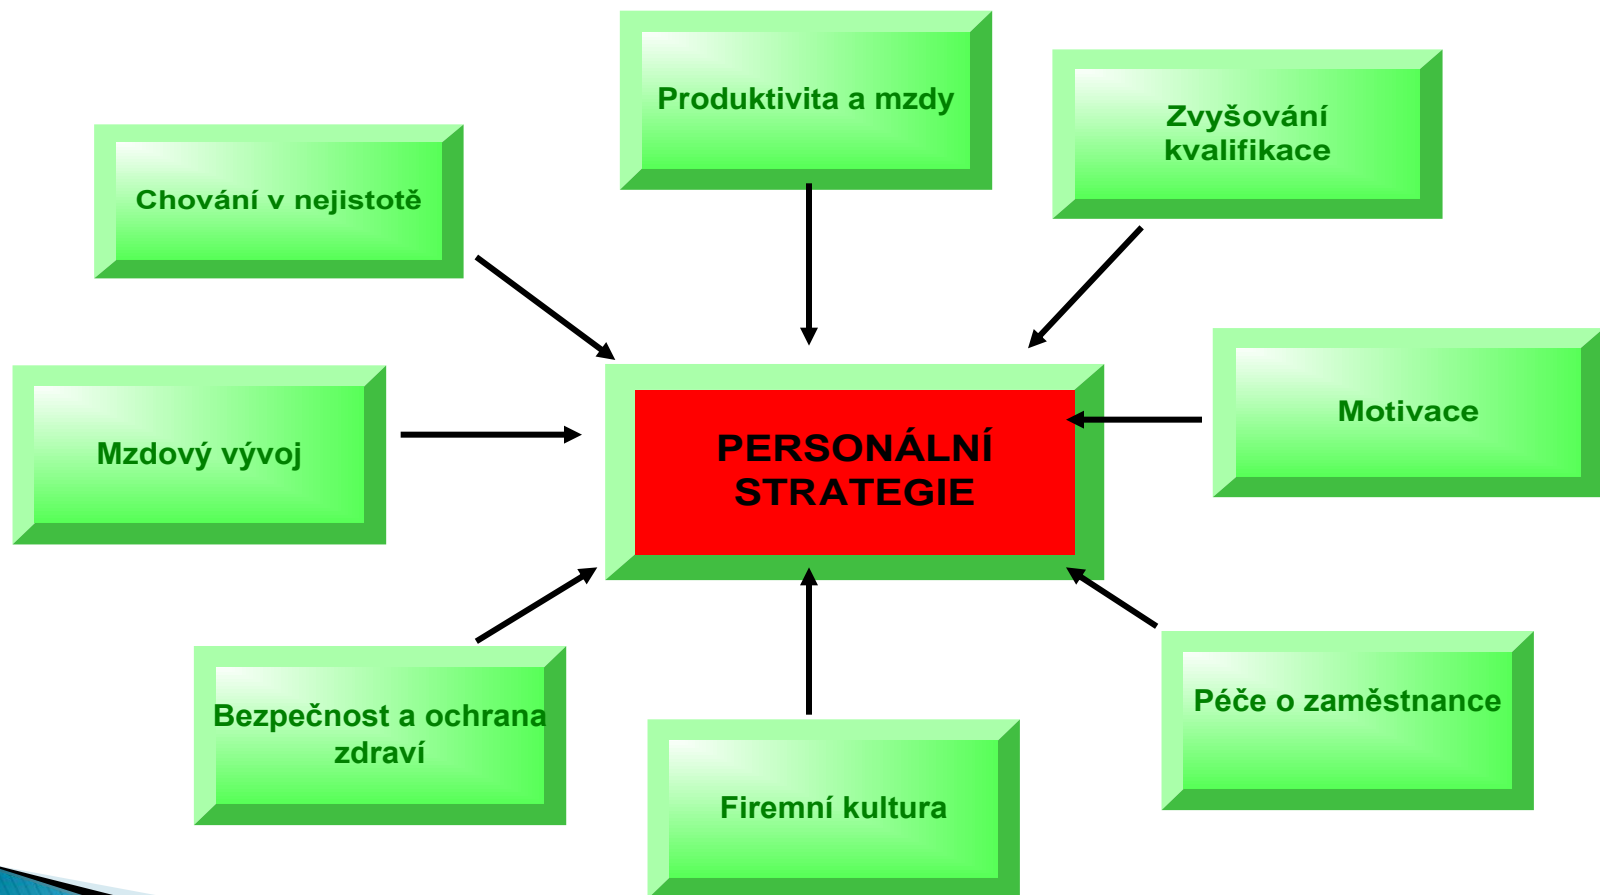 Produktivita a mzdy
Zvyšování
kvalifikace
Chování v nejistotě
Motivace
PERSONÁLNÍ
STRATEGIE
Mzdový vývoj
Péče o zaměstnance
Bezpečnost a ochrana
zdraví
Firemní kultura